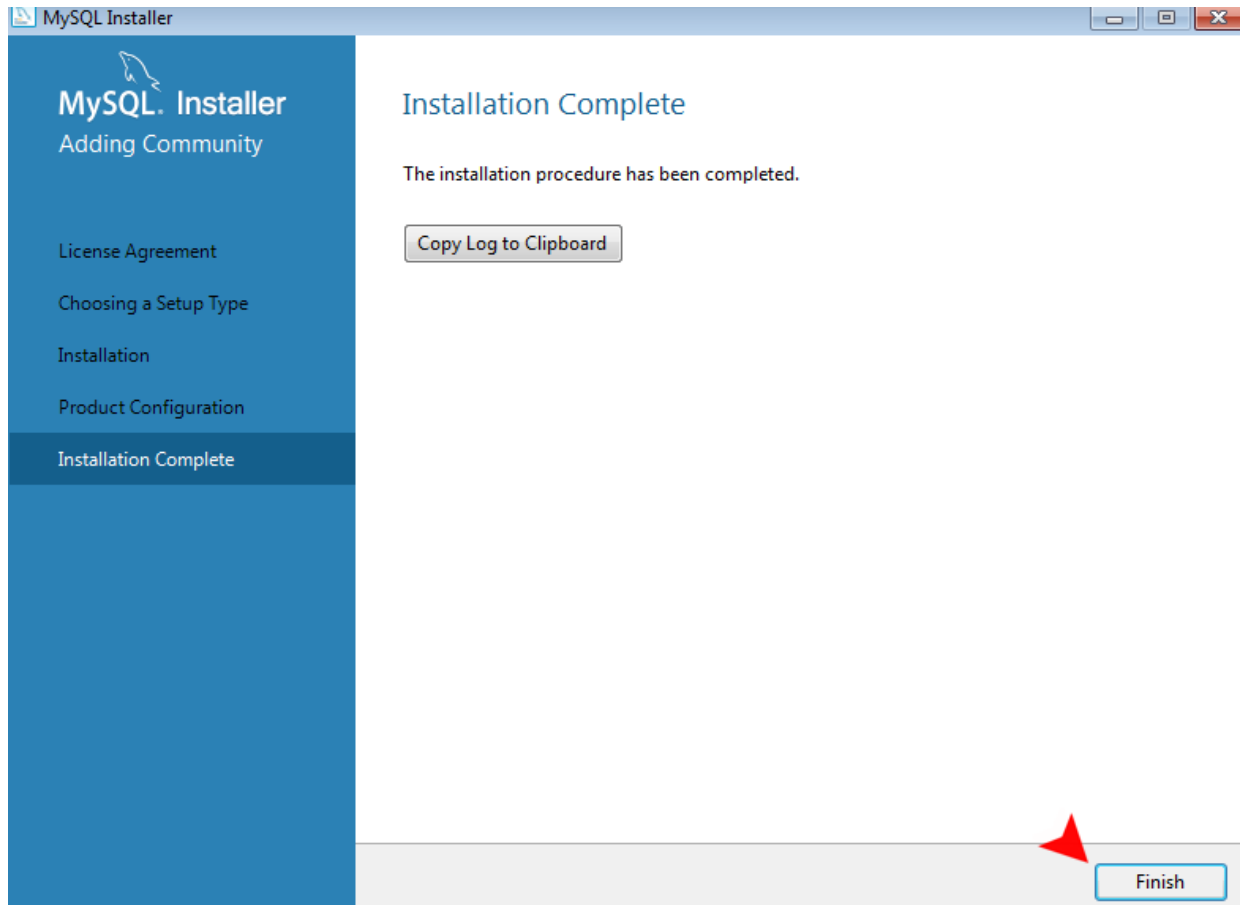 MySQL Installer
MySQL. Installer
Adding Community
License Agreement
Choosing a Setup Type
Installation
Product Configuration
Installation Complete
Installation Complete
The installation procedure has been completed.
Copy Log to Clipboard
Finish